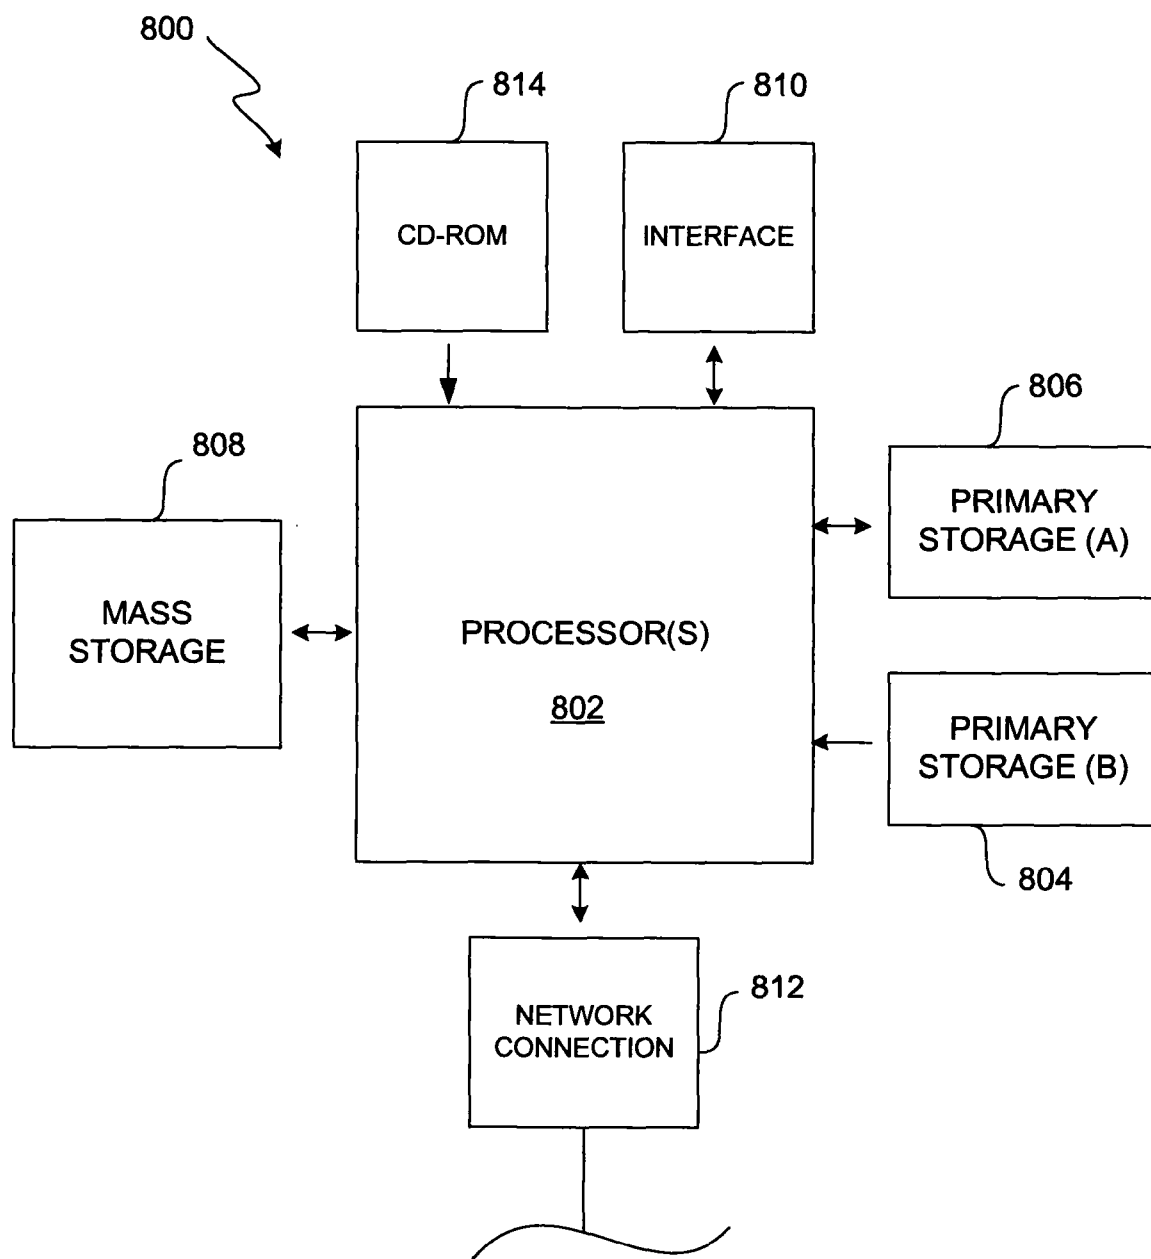 800
814
810
CD-ROM
INTERFACE
806
808
PRIMARY
STORAGE (A)
MASS
STORAGE
PROCESSOR(S)
802
PRIMARY
STORAGE (B)
804
812
NETWORK
CONNECTION